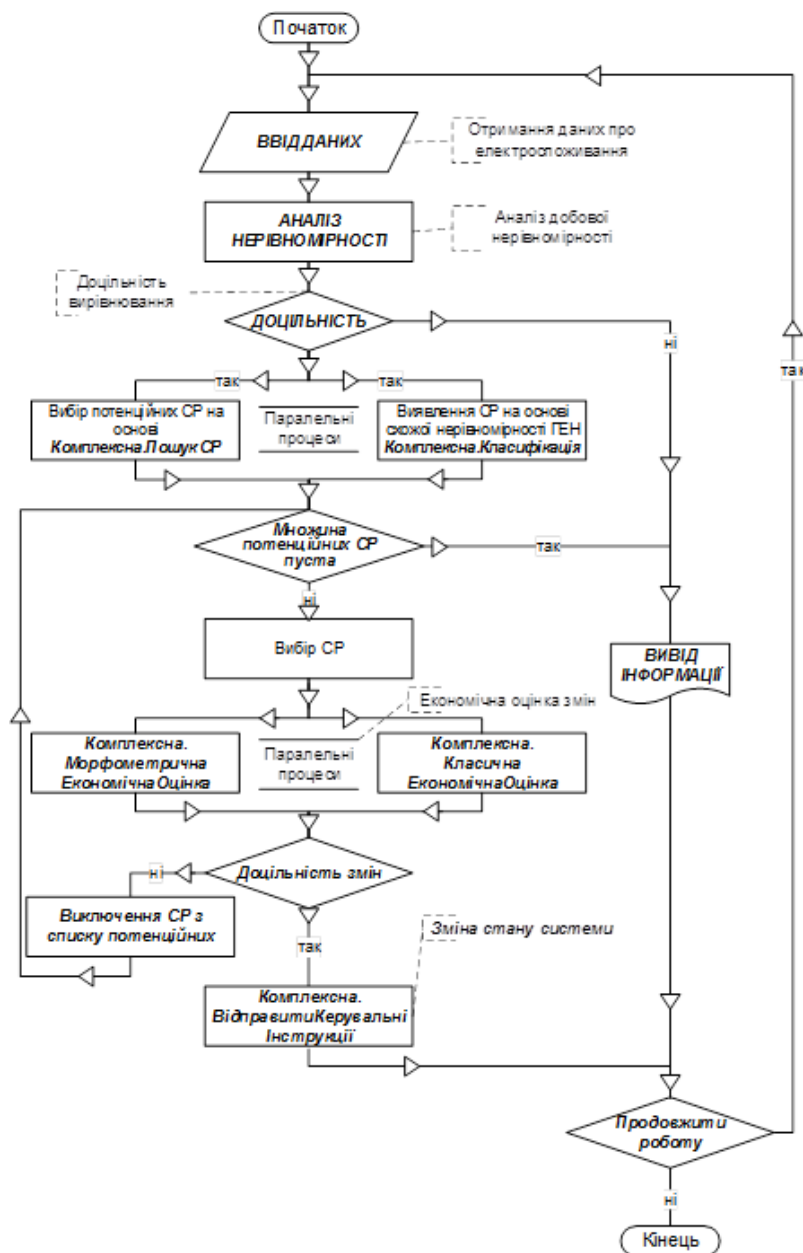 Початок
ВВІД ДАНИХ
Отримання даних про
електроспоживання
АНАЛІЗ
НЕРІВНОМІРНОСТІ
Аналіз добової
нерівномірності
Доцільність
вирівнювання
ДОЦІЛЬНІСТЬ
ні
так
так
так
Вибір потенційних СР на
основі
Комплексна.Пошук СР
Паралельні
процеси
Виявлення СР на основі
схожої нерівномірності ГЕН
Комплексна.Класифікація
Множина
потенційних СР
пуста
так
ні
Вибір СР
ВИВІД
ІНФОРМАЦІЇ
Економічна оцінка змін
Комплексна.
Морфометрична
ЕкономічнаОцінка
Паралельні
процеси
Комплексна.
Класична
ЕкономічнаОцінка
Доцільність змін
ні
Виключення СР з
списку потенційних
так
Зміна стану системи
Комплексна.
ВідправитиКерувальні
Інструкції
Продовжити
роботу
ні
Кінець